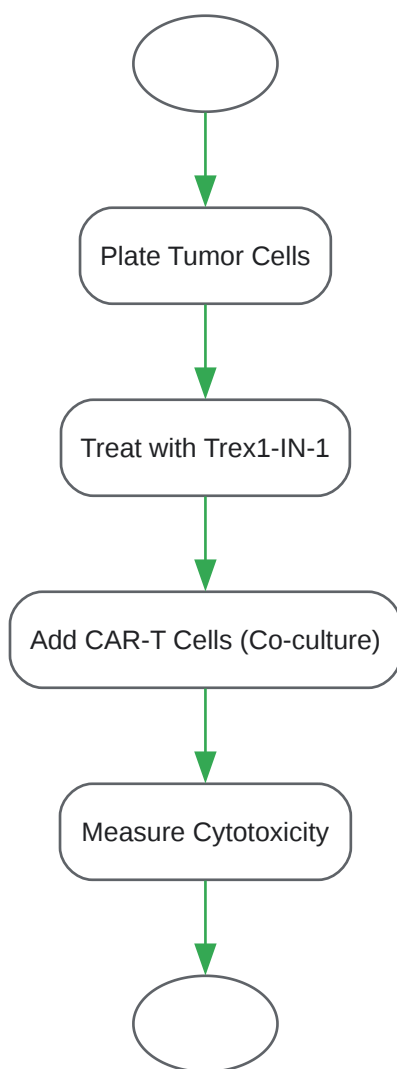 Plate Tumor Cells
Treat with Trex1-IN-1
Add CAR-T Cells (Co-culture)
Measure Cytotoxicity